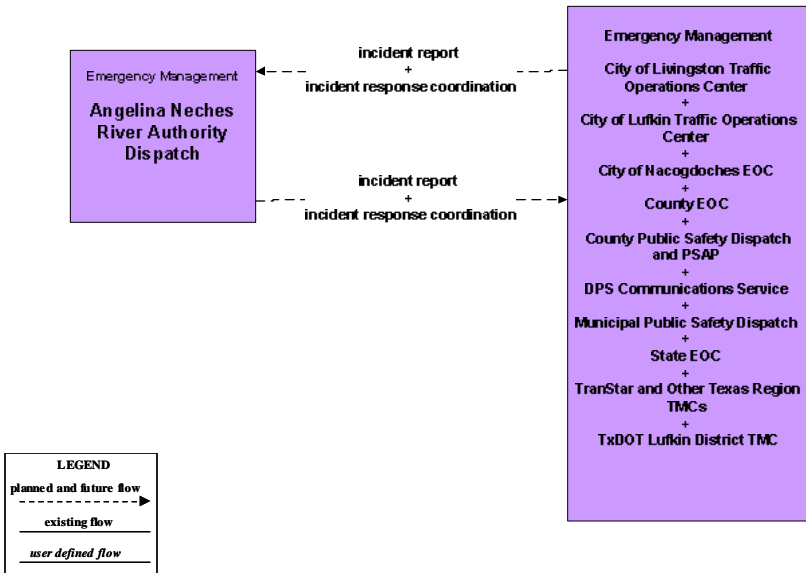 Emergency Management
Angelina Neches
River Authority
Dispatch
incident report
+
incident response coordination
incident report
+
incident response coordination
Emergency Management
City of Livingston Traffic
Operations Center
+
City of Lufkin Traffic Operations
Center
+
City of Nacogdoches EOC
+
County EOC
+
County Public Safety Dispatch
and PSAP
+
DPS Communications Service
+
Municipal Public Safety Dispatch
+
State EOC
+
TranStar and Other Texas Region
TMCs
+
TxDOT Lufkin District TMC
LEGEND
planned and future flow
existing flow
user defined flow